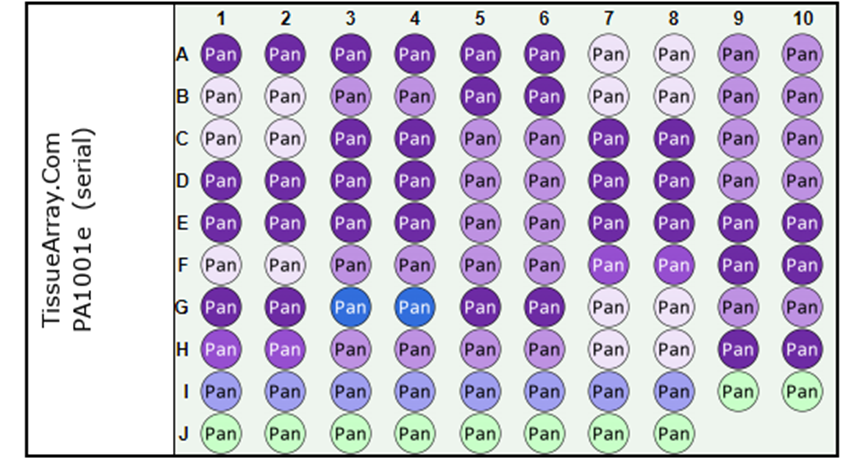 TissueArray.Com
PA1001e (serial)
1 2 3 4 5 6 7 8 9 10
A Pan Pan Pan Pan Pan Pan Pan Pan Pan Pan
B Pan Pan Pan Pan Pan Pan Pan Pan Pan Pan
C Pan Pan Pan Pan Pan Pan Pan Pan Pan Pan
D Pan Pan Pan Pan Pan Pan Pan Pan Pan Pan
E Pan Pan Pan Pan Pan Pan Pan Pan Pan Pan
F Pan Pan Pan Pan Pan Pan Pan Pan Pan Pan
G Pan Pan Pan Pan Pan Pan Pan Pan Pan Pan
H Pan Pan Pan Pan Pan Pan Pan Pan Pan Pan
I Pan Pan Pan Pan Pan Pan Pan Pan Pan Pan
J Pan Pan Pan Pan Pan Pan Pan Pan